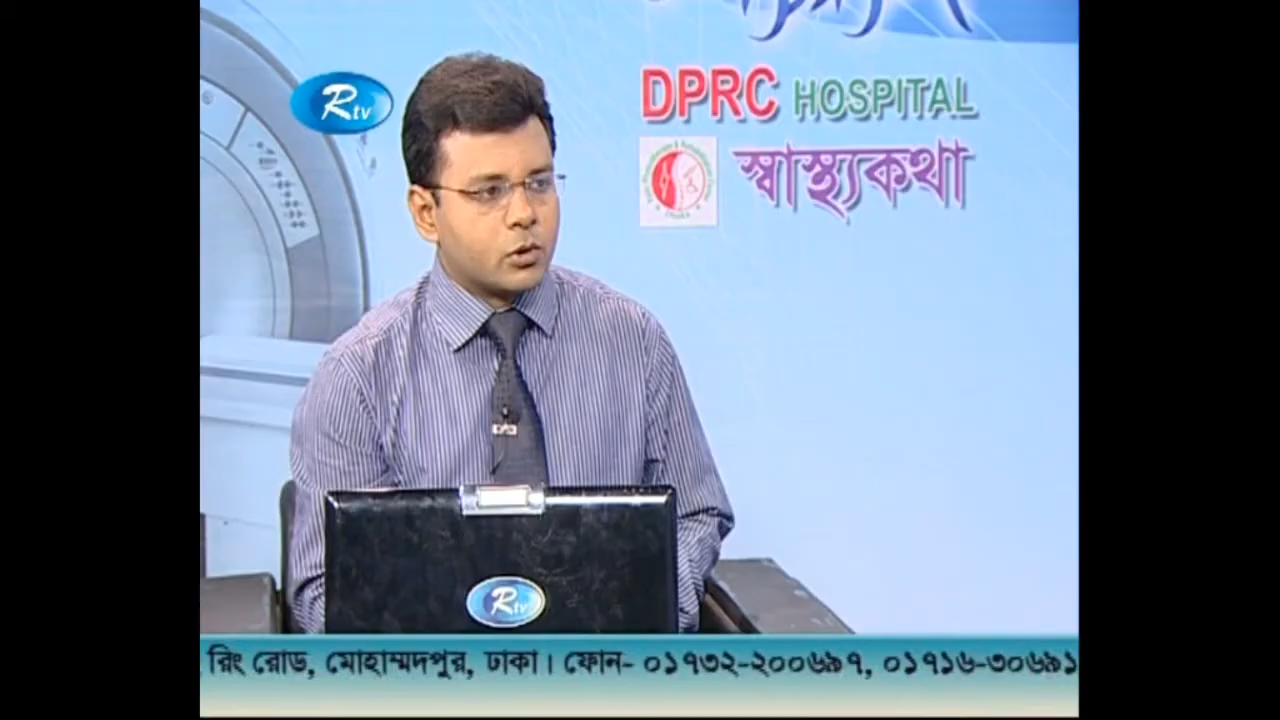 Rtv
DPRC HOSPITAL
স্বাস্থ্যকথা
Rtv
রিং রোড, মোহাম্মদপুর, ঢাকা। ফোন- ০১৭৩২-২০০৬৯৭, ০১৭১৬-৩০৬৯১